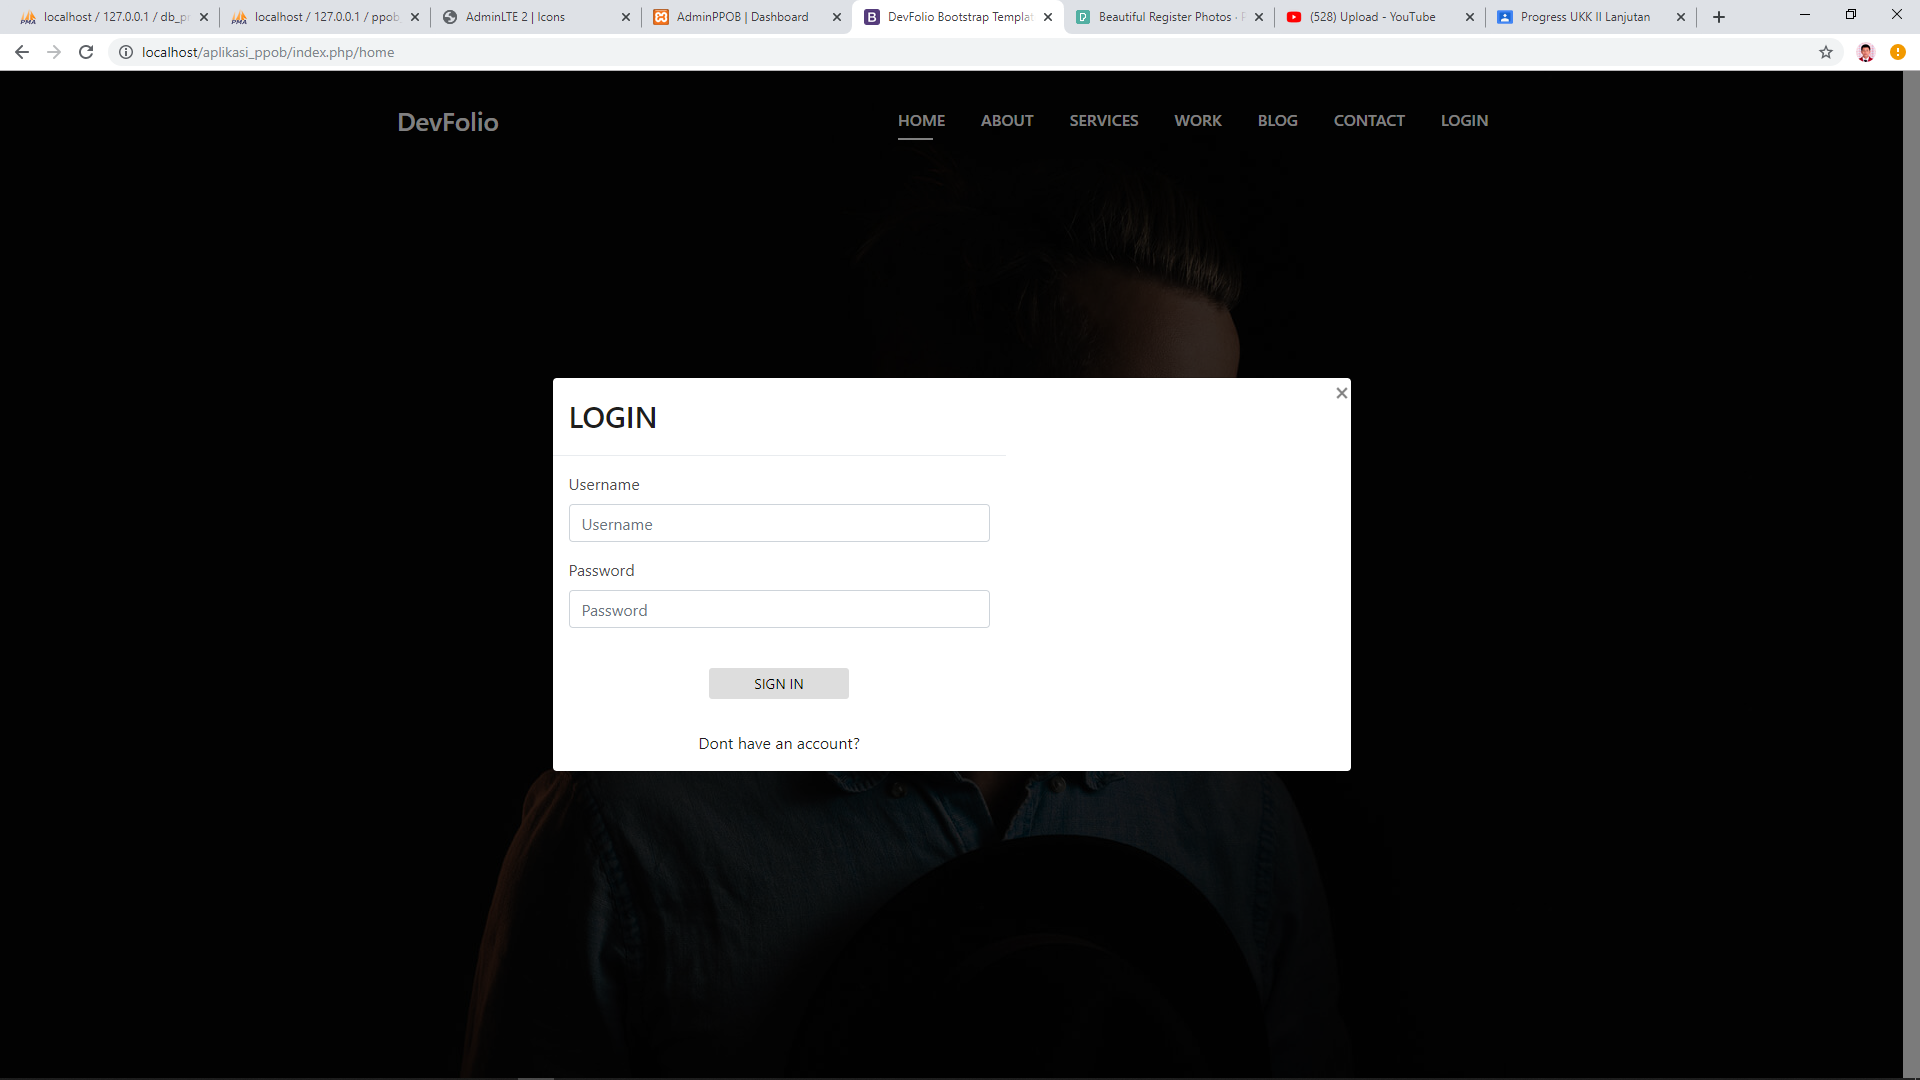 localhost / 127.0.0.1 / db_pr
localhost / 127.0.0.1 / ppob
AdminLTE 2 | Icons
AdminPPOB | Dashboard
DevFolio Bootstrap Templat
Beautiful Register Photos ·
(528) Upload - YouTube
Progress UKK II Lanjutan
localhost/aplikasi_ppob/index.php/home
DevFolio
HOME
ABOUT
SERVICES
WORK
BLOG
CONTACT
LOGIN
LOGIN
Username
Username
Password
Password
SIGN IN
Dont have an account?